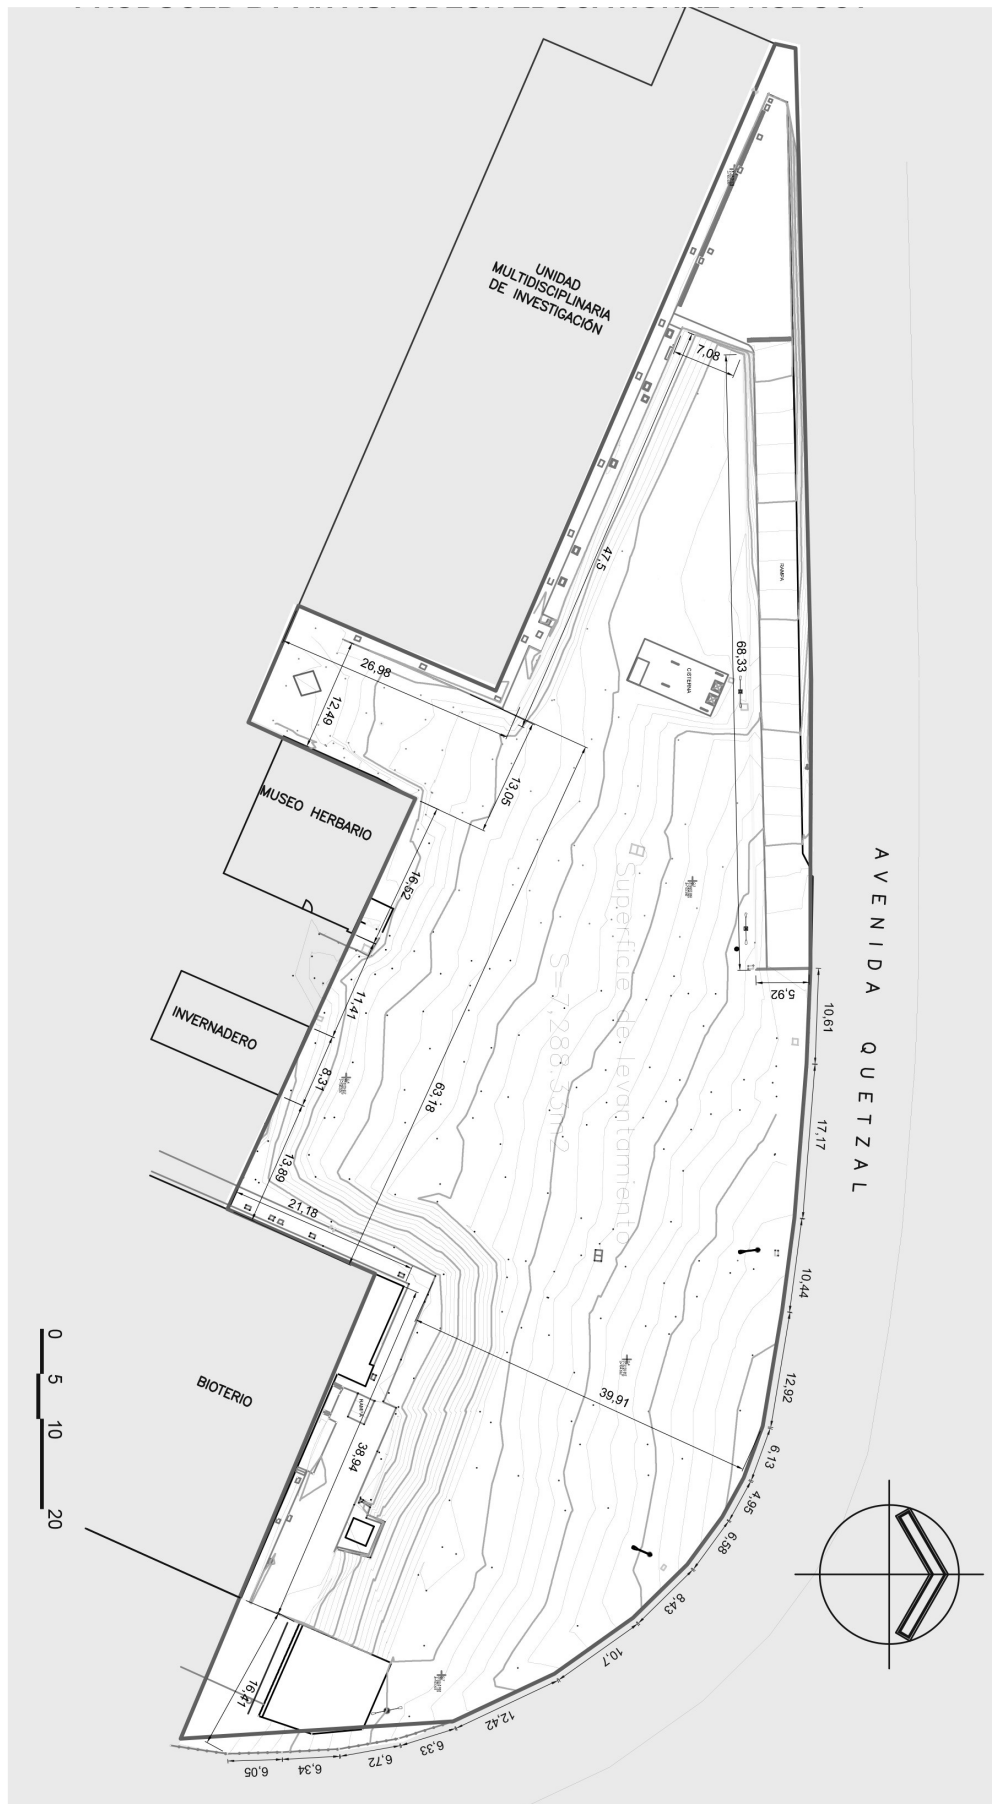 UNIDAD
MULTIDISCIPLINARIA
DE INVESTIGACIÓN
7,08
47,5
RAMPA
68,33
CISTERNA
26,98
12,49
13,05
MUSEO HERBARIO
16,52
Superficie de levantamiento
S=7,288.33m2
AVENIDA QUETZAL
5,92
10,61
11,41
INVERNADERO
8,31
63,18
17,17
13,89
21,18
10,44
0 5 10 20
BIOTERIO
RAMPA
39,91
12,92
6,13
38,94
4,95
6,58
8,43
10,7
16,41
12,42
6,33
6,72
6,34
6,05